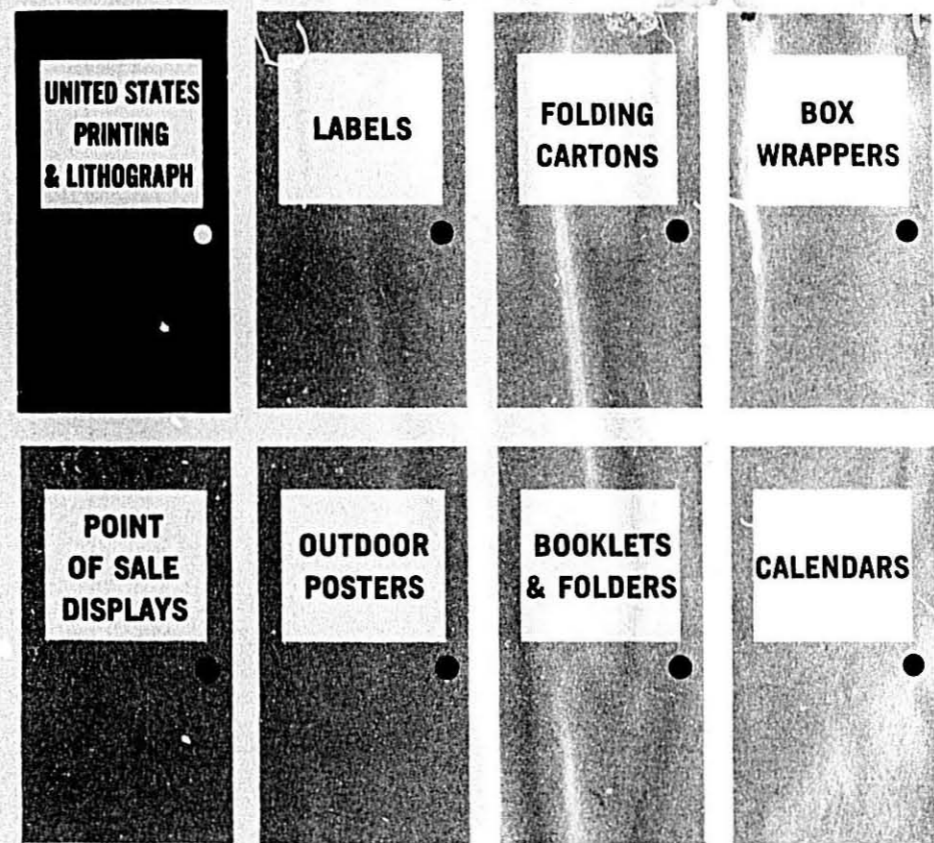 UNITED STATES
PRINTING
& LITHOGRAPH
LABELS
FOLDING
CARTONS
BOX
WRAPPERS
POINT
OF SALE
DISPLAYS
OUTDOOR
POSTERS
BOOKLETS
& FOLDERS
CALENDARS